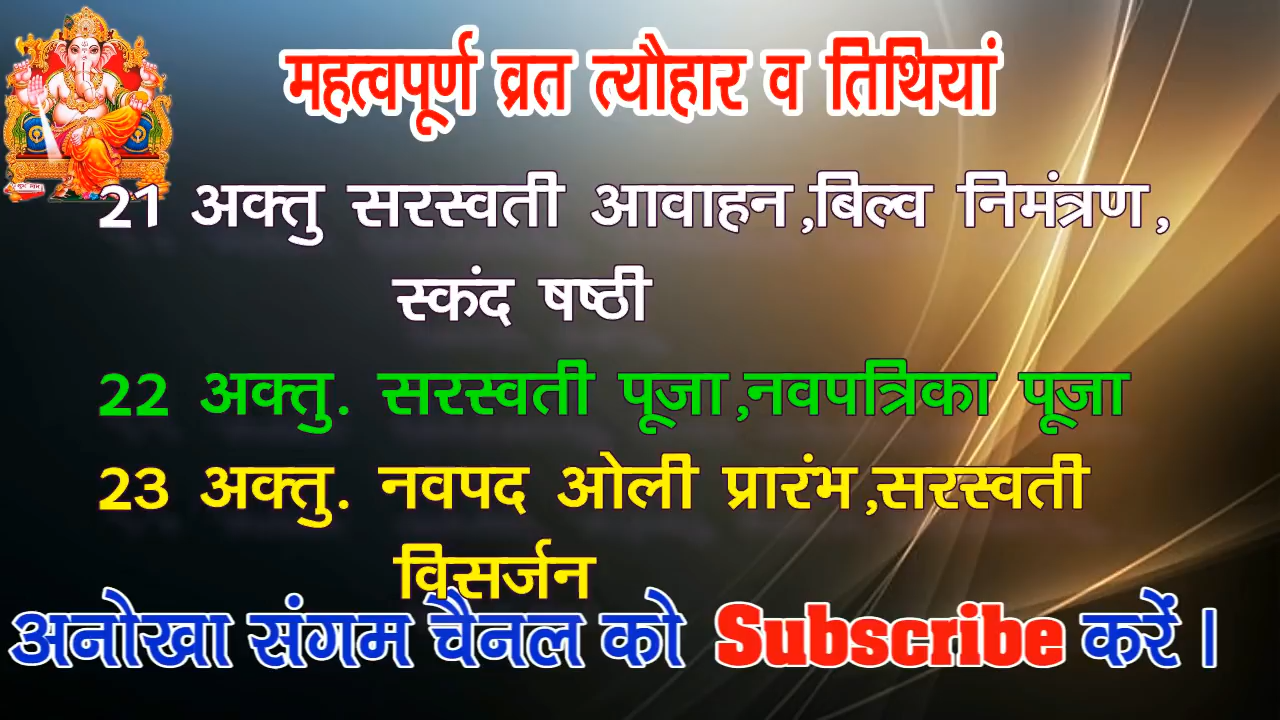 महत्वपूर्ण व्रत त्यौहार व तिथियां
21 अक्तु सरस्वती आवाहन,बिल्व निमंत्रण,
स्कंद षष्ठी
22 अक्तु. सरस्वती पूजा,नवपत्रिका पूजा
23 अक्तु. नवपद ओली प्रारंभ,सरस्वती
विसर्जन
अनोखा संगम चैनल को Subscribe करें।